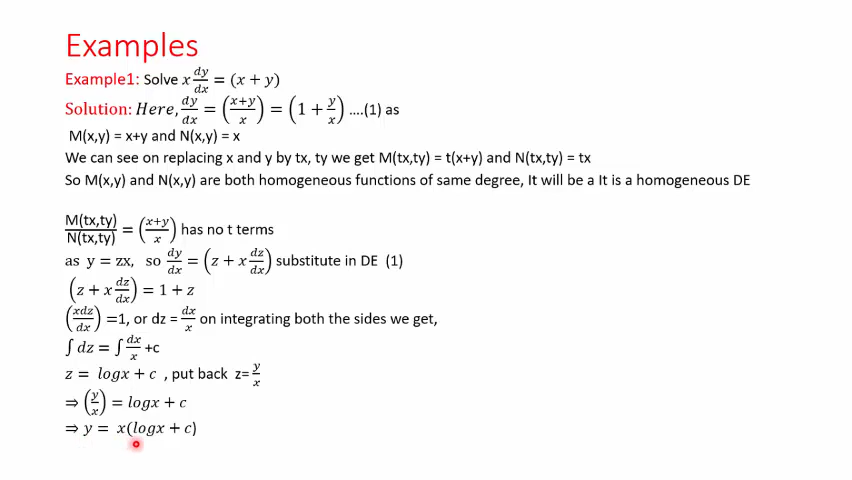 Examples
Example1: Solve x dy/dx = (x + y)
Solution: Here, dy/dx = ((x+y)/x) = (1 + y/x) ....(1) as
M(x,y) = x+y and N(x,y) = x
We can see on replacing x and y by tx, ty we get M(tx,ty) = t(x+y) and N(tx,ty) = tx
So M(x,y) and N(x,y) are both homogeneous functions of same degree, It will be a It is a homogeneous DE
M(tx,ty)/N(tx,ty) = ((x+y)/x) has no t terms
as y = zx, so dy/dx = (z + x dz/dx) substitute in DE (1)
(z + x dz/dx) = 1 + z
(xdz/dx) =1, or dz = dx/x on integrating both the sides we get,
∫ dz = ∫ dx/x +c
z = logx + c , put back z= y/x
⇒ (y/x) = logx + c
⇒ y = x(logx + c)